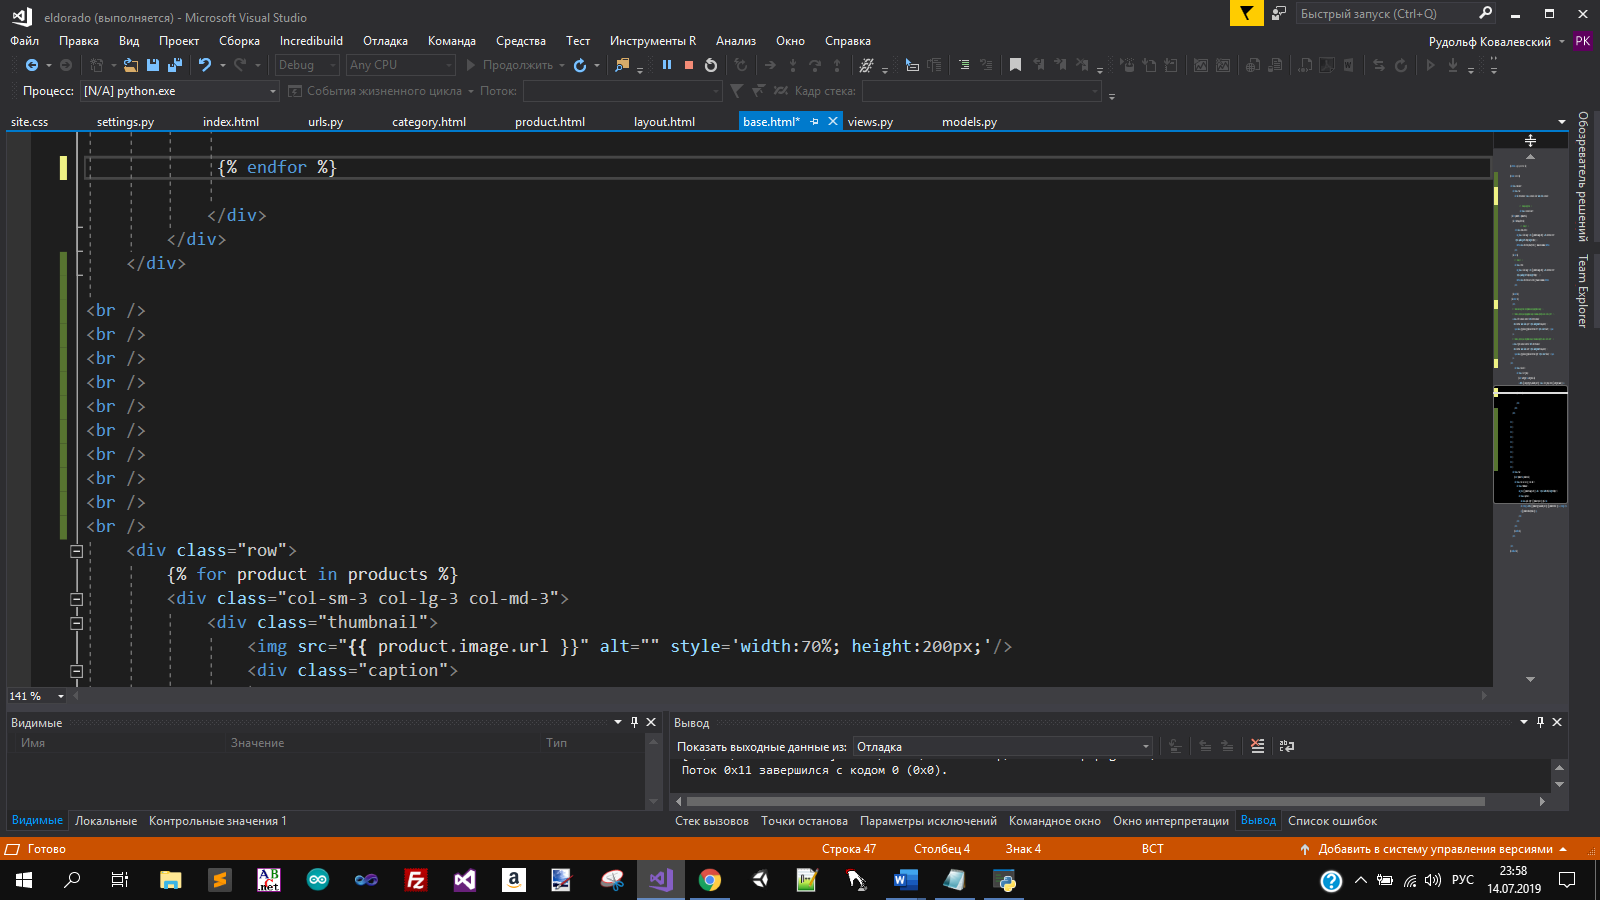 eldorado (выполняется) - Microsoft Visual Studio
Быстрый запуск (Ctrl+Q)
Файл Правка Вид Проект Сборка Incredibuild Отладка Команда Средства Тест Инструменты R Анализ Окно Справка
Рудольф Ковалевский РК
Debug Any CPU Продолжить
Процесс: [N/A] python.exe События жизненного цикла Поток: Кадр стека:
site.css settings.py index.html urls.py category.html product.html layout.html base.html* views.py models.py
{% endfor %}
</div>
</div>
</div>
<br />
<br />
<br />
<br />
<br />
<br />
<br />
<br />
<br />
<br />
<div class="row">
{% for product in products %}
<div class="col-sm-3 col-lg-3 col-md-3">
<div class="thumbnail">
<img src="{{ product.image.url }}" alt="" style='width:70%; height:200px;'/>
<div class="caption">
Обозреватель решений
Team Explorer
141 %
Видимые
Имя Значение Тип
Видимые Локальные Контрольные значения 1
Вывод
Показать выходные данные из: Отладка
Поток 0x11 завершился с кодом 0 (0x0).
Стек вызовов Точки останова Параметры исключений Командное окно Окно интерпретации Вывод Список ошибок
Готово Строка 47 Столбец 4 Знак 4 ВСТ Добавить в систему управления версиями
РУС 23:58
14.07.2019